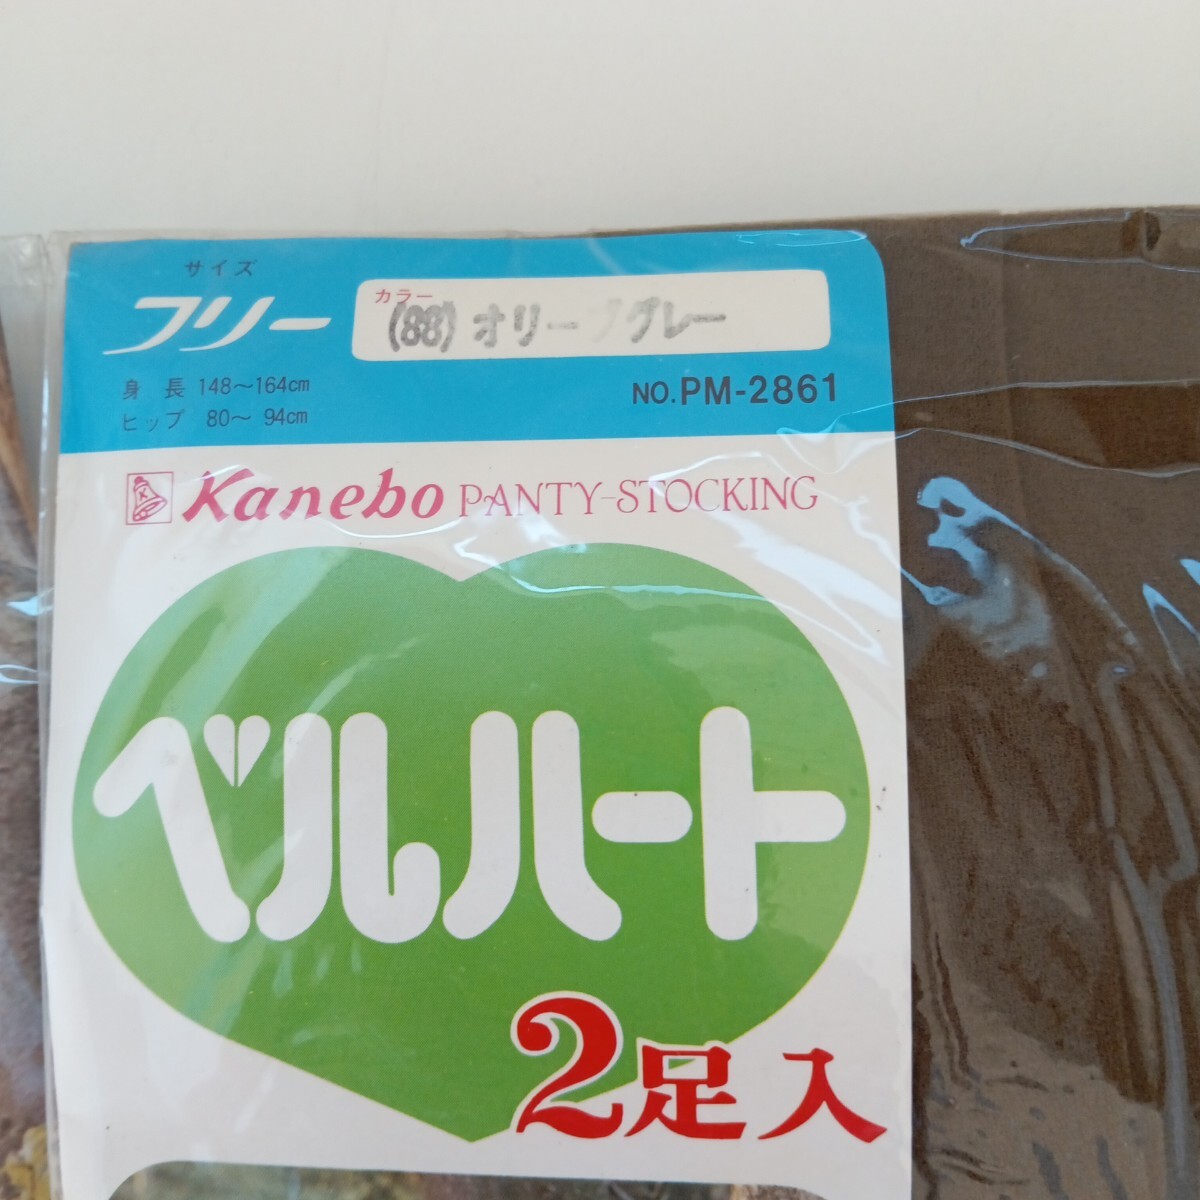 サイズ
フリー
カラー
(88) オリーブグレー
身 長 148〜164cm
ヒップ 80〜 94cm
NO.PM-2861
K
Kanebo PANTY-STOCKING
ベルハート
2足入